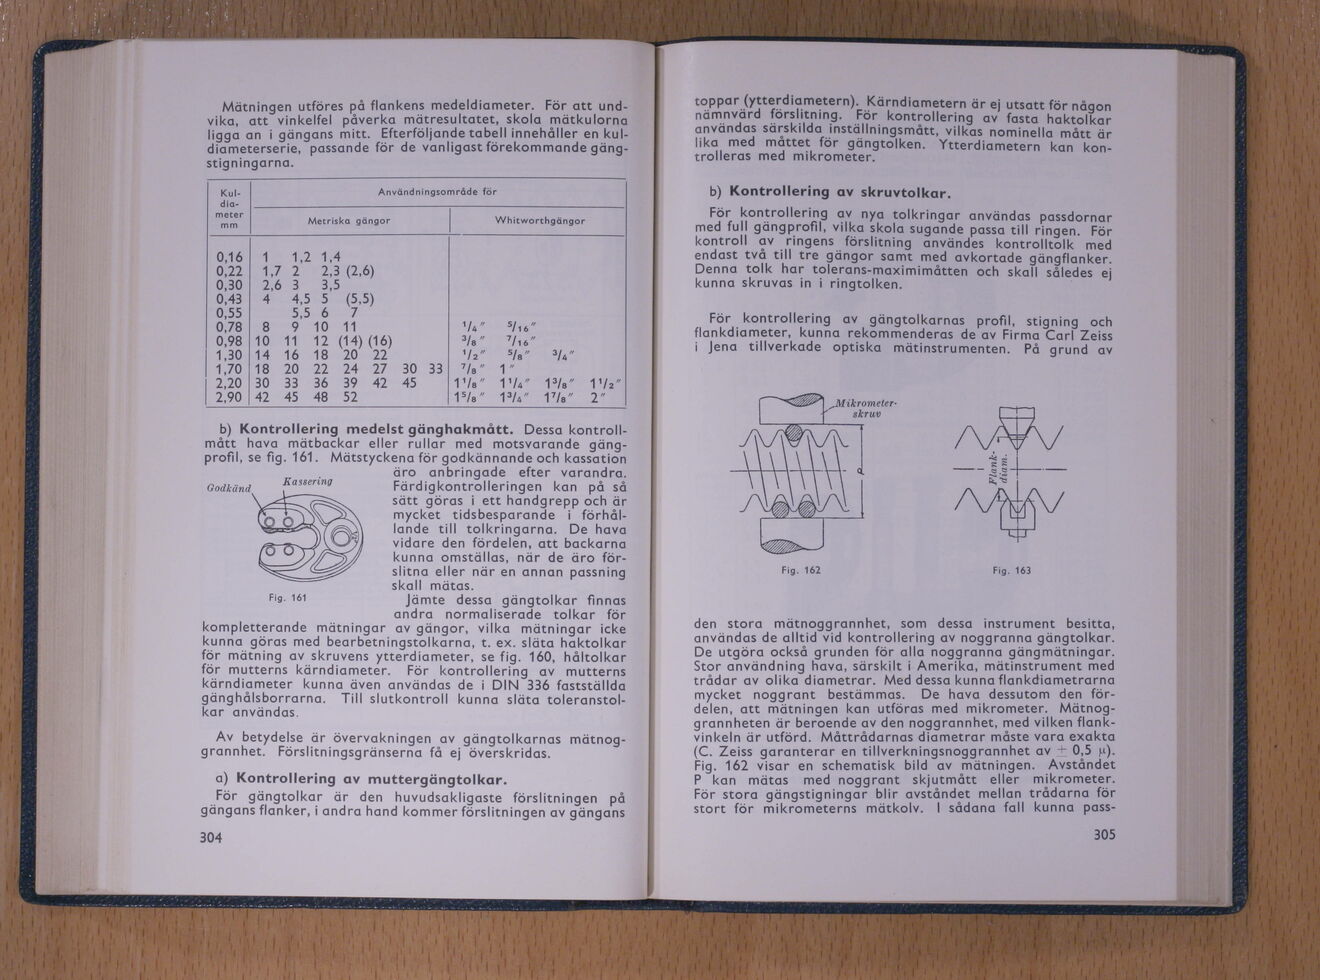 Mätningen utföres på flankens medeldiameter. För att und-
vika, att vinkelfel påverka mätresultatet, skola mätkulorna
ligga an i gängans mitt. Efterföljande tabell innehåller en kul-
diameterserie, passande för de vanligast förekommande gäng-
stigningarna.
Kul-
dia-
meter
mm
Användningsområde för
Metriska gängor Whitworthgängor
0,16 1 1,2 1,4
0,22 1,7 2 2,3 (2,6)
0,30 2,6 3 3,5
0,43 4 4,5 5 (5,5)
0,55 5,5 6 7
0,78 8 9 10 11 1/4" 5/16"
0,98 10 11 12 (14) (16) 3/8" 7/16"
1,30 14 16 18 20 22 1/2" 5/8" 3/4"
1,70 18 20 22 24 27 30 33 7/8" 1"
2,20 30 33 36 39 42 45 1 1/8" 1 1/4" 1 3/8" 1 1/2"
2,90 42 45 48 52 1 5/8" 1 3/4" 1 7/8" 2"
b) Kontrollering medelst gänghakmått. Dessa kontroll-
mått hava mätbackar eller rullar med motsvarande gäng-
profil, se fig. 161. Mätstyckena för godkännande och kassation
äro anbringade efter varandra.
Färdigkontrolleringen kan på så
sätt göras i ett handgrepp och är
mycket tidsbesparande i förhål-
lande till tolkringarna. De hava
vidare den fördelen, att backarna
kunna omställas, när de äro för-
slitna eller när en annan passning
skall mätas.
Godkänd Kassering
Fig. 161
Jämte dessa gängtolkar finnas
andra normaliserade tolkar för
kompletterande mätningar av gängor, vilka mätningar icke
kunna göras med bearbetningstolkarna, t. ex. släta haktolkar
för mätning av skruvens ytterdiameter, se fig. 160, håltolkar
för mutterns kärndiameter. För kontrollering av mutterns
kärndiameter kunna även användas de i DIN 336 fastställda
gänghålsborrarna. Till slutkontroll kunna släta toleranstol-
kar användas.
Av betydelse är övervakningen av gängtolkarnas mätnog-
grannhet. Förslitningsgränserna få ej överskridas.
a) Kontrollering av muttergängtolkar.
För gängtolkar är den huvudsakligaste förslitningen på
gängans flanker, i andra hand kommer förslitningen av gängans
304
toppar (ytterdiametern). Kärndiametern är ej utsatt för någon
nämnvärd förslitning. För kontrollering av fasta haktolkar
användas särskilda inställningsmått, vilkas nominella mått är
lika med måttet för gängtolken. Ytterdiametern kan kon-
trolleras med mikrometer.
b) Kontrollering av skruvtolkar.
För kontrollering av nya tolkringar användas passdornar
med full gängprofil, vilka skola sugande passa till ringen. För
kontroll av ringens förslitning användes kontrolltolk med
endast två till tre gängor samt med avkortade gängflanker.
Denna tolk har tolerans-maximimåtten och skall således ej
kunna skruvas in i ringtolken.
För kontrollering av gängtolkarnas profil, stigning och
flankdiameter, kunna rekommenderas de av Firma Carl Zeiss
i Jena tillverkade optiska mätinstrumenten. På grund av
Mikrometer-
skruv
P
Flank-
diam.
Fig. 162
Fig. 163
den stora mätnoggrannhet, som dessa instrument besitta,
användas de alltid vid kontrollering av noggranna gängtolkar.
De utgöra också grunden för alla noggranna gängmätningar.
Stor användning hava, särskilt i Amerika, mätinstrument med
trådar av olika diametrar. Med dessa kunna flankdiametrarna
mycket noggrant bestämmas. De hava dessutom den för-
delen, att mätningen kan utföras med mikrometer. Mätnog-
grannheten är beroende av den noggrannhet, med vilken flank-
vinkeln är utförd. Måttrådarnas diametrar måste vara exakta
(C. Zeiss garanterar en tillverkningsnoggrannhet av ± 0,5 µ).
Fig. 162 visar en schematisk bild av mätningen. Avståndet
P kan mätas med noggrant skjutmått eller mikrometer.
För stora gängstigningar blir avståndet mellan trådarna för
stort för mikrometerns mätkolv. I sådana fall kunna pass-
305